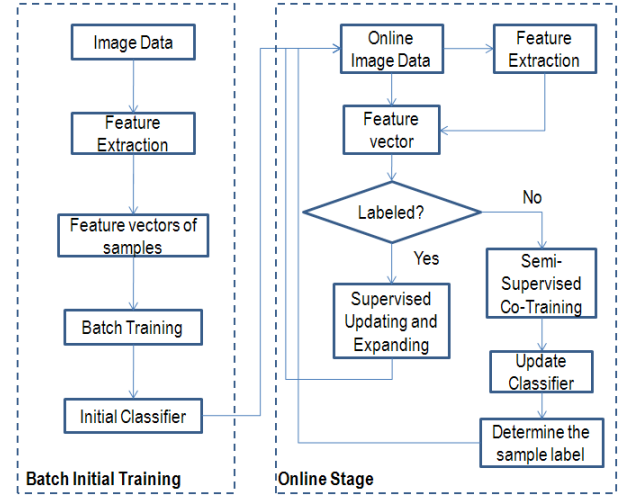 Image Data
Feature
Extraction
Feature vectors of
samples
Batch Training
Initial Classifier
Batch Initial Training
Online
Image Data
Feature
Extraction
Feature
vector
Labeled?
No
Yes
Supervised
Updating and
Expanding
Semi-
Supervised
Co-Training
Update
Classifier
Determine the
sample label
Online Stage